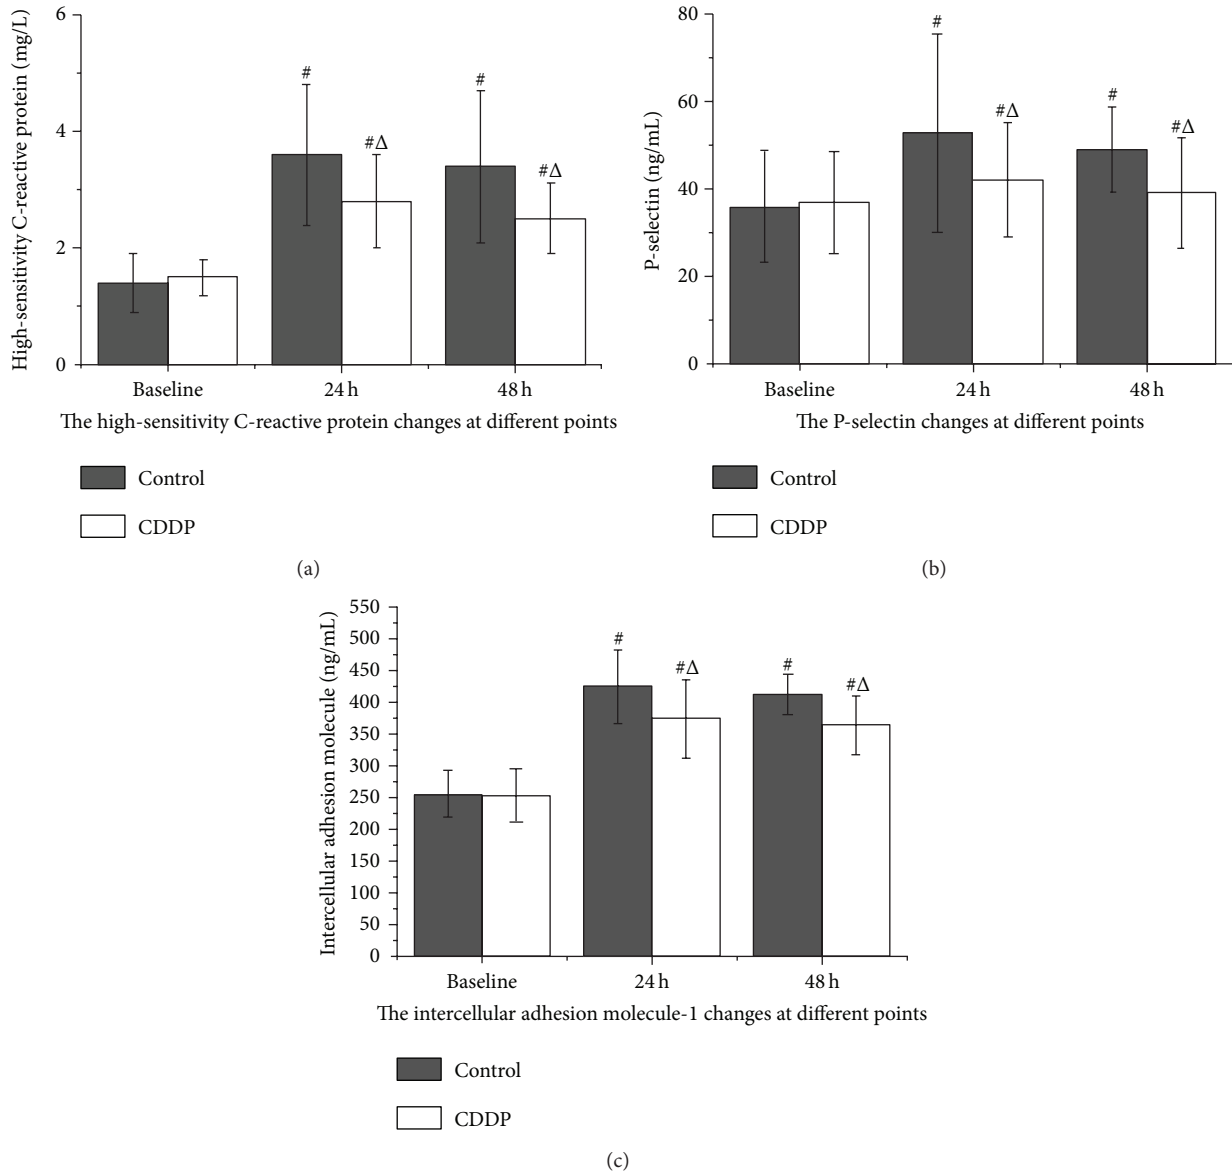 High-sensitivity C-reactive protein (mg/L)
6
4
2
0
#
#Δ
#
#Δ
Baseline
24 h
48 h
The high-sensitivity C-reactive protein changes at different points
Control
CDDP
(a)
P-selectin (ng/mL)
80
60
40
20
0
#
#Δ
#
#Δ
Baseline
24 h
48 h
The P-selectin changes at different points
Control
CDDP
(b)
Intercellular adhesion molecule (ng/mL)
550
500
450
400
350
300
250
200
150
100
50
0
#
#Δ
#
#Δ
Baseline
24 h
48 h
The intercellular adhesion molecule-1 changes at different points
Control
CDDP
(c)